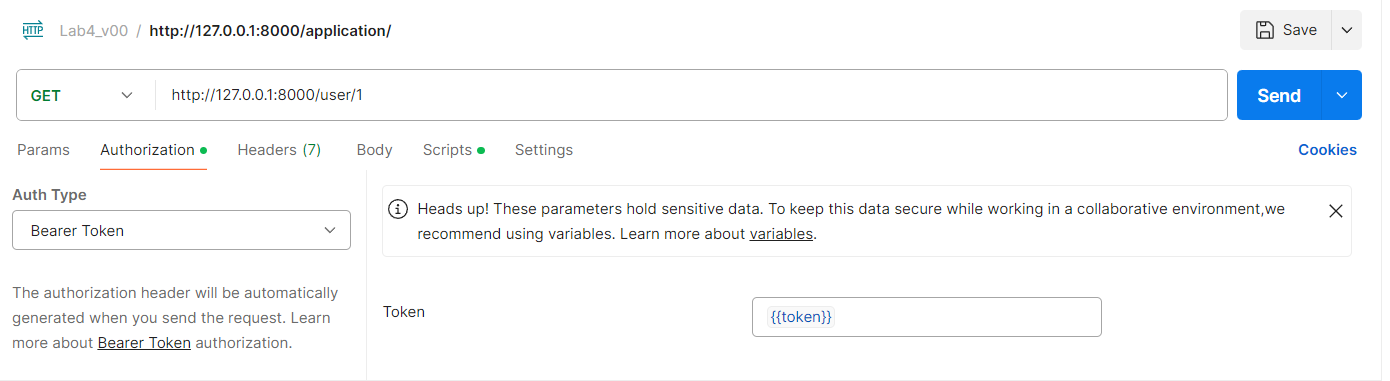 HTTP Lab4_v00 / http://127.0.0.1:8000/application/ Save
GET http://127.0.0.1:8000/user/1 Send
Params Authorization Headers (7) Body Scripts Settings Cookies
Auth Type
Bearer Token
The authorization header will be automatically
generated when you send the request. Learn
more about Bearer Token authorization.
Heads up! These parameters hold sensitive data. To keep this data secure while working in a collaborative environment,we
recommend using variables. Learn more about variables.
Token {{token}}